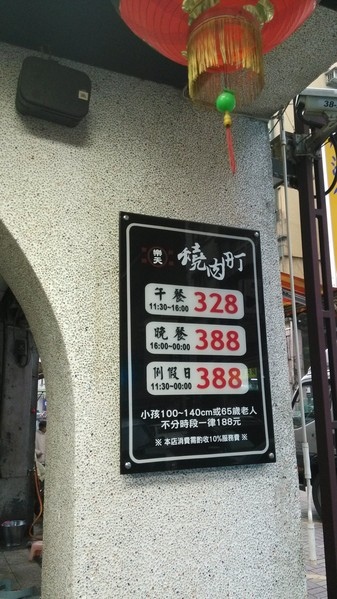 38-
樂天 燒肉町
午餐
11:30~16:00 328
晚餐
16:00~00:00 388
例假日
11:30~00:00 388
小孩100~140cm或65歲老人
不分時段一律188元
※ 本店消費需酌收10%服務費 ※